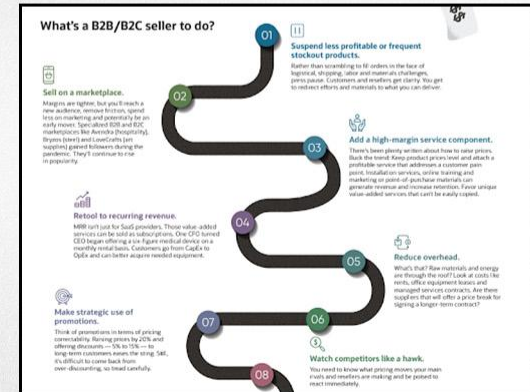 What's a B2B/B2C seller to do?
01
Suspend less profitable or frequent
stockout products.
Rather than scrambling to fill orders in the face of
logistical, shipping, labor and materials challenges,
press pause. Customers and resellers get clarity. You get
to redirect efforts and materials to what you can deliver.
02
Sell on a marketplace.
Margins are tighter, but you'll reach a
new audience, remove friction, spend
less on marketing and potentially be an
early mover. Specialized B2B and B2C
marketplaces like Avendra (hospitality),
Bryzos (steel) and LoveCrafts (art
supplies) gained followers during the
pandemic. They'll continue to rise
in popularity.
03
Add a high-margin service component.
There's been plenty written about how to raise prices.
Buck the trend: Keep product prices level and attach a
profitable service that addresses a customer pain
point. Installation services, online training and
marketing or point-of-purchase materials can
generate revenue and increase retention. Favor unique
value-added services that can't be easily copied.
04
Retool to recurring revenue.
MRR isn't just for SaaS providers. Those value-added
services can be sold as subscriptions. One CFO turned
CEO began offering a six-figure medical device on a
monthly rental basis. Customers go from CapEx to
OpEx and can better acquire needed equipment.
05
Reduce overhead.
What's that? Raw materials and energy
are through the roof? Look at costs like
rents, office equipment leases and
managed services contracts. Are there
suppliers that will offer a price break for
signing a longer-term contract?
06
Watch competitors like a hawk.
You need to know what pricing moves your main
rivals and resellers are making and be poised to
react immediately.
07
Make strategic use of
promotions.
Think of promotions in terms of pricing
correctability. Raising prices by 20% and
offering discounts — 5% to 15% — to
long-term customers eases the sting. Still,
it's difficult to come back from
over-discounting, so tread carefully.
08